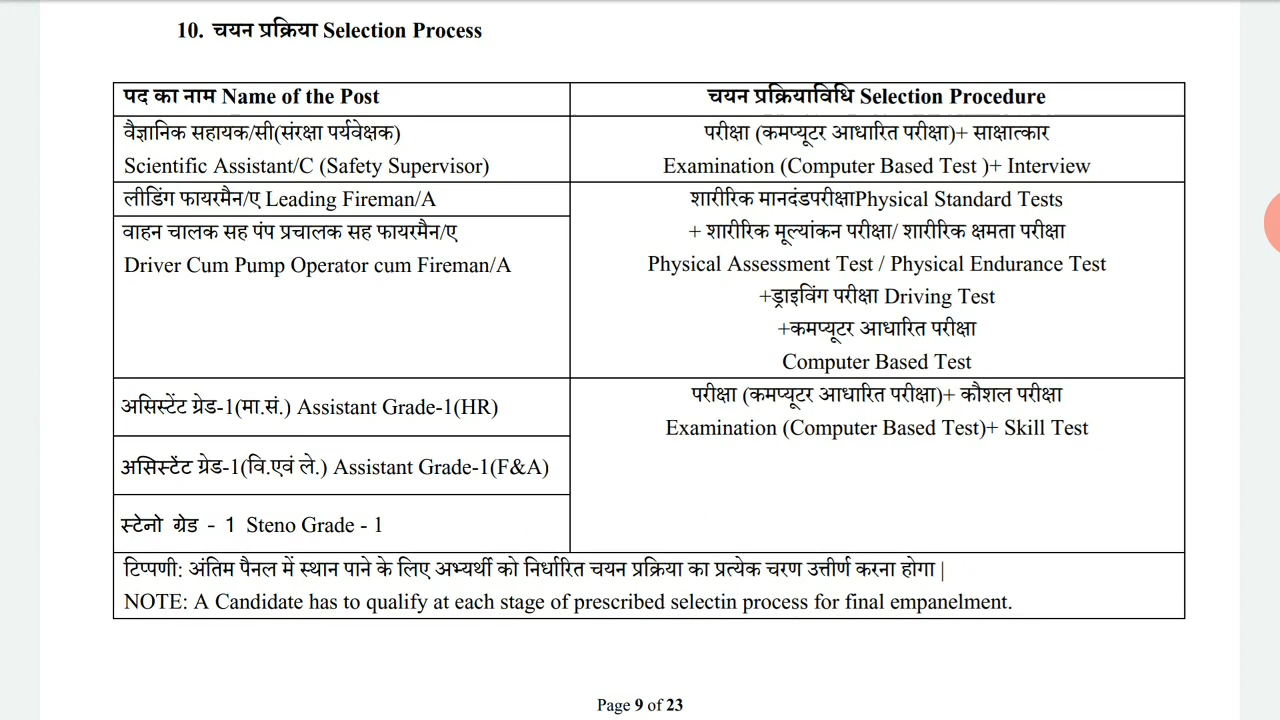 10. चयन प्रक्रिया Selection Process
पद का नाम Name of the Post
चयन प्रक्रियाविधि Selection Procedure
वैज्ञानिक सहायक/सी(संरक्षा पर्यवेक्षक)
Scientific Assistant/C (Safety Supervisor)
परीक्षा (कमप्यूटर आधारित परीक्षा)+ साक्षात्कार
Examination (Computer Based Test )+ Interview
लीडिंग फायरमैन/ए Leading Fireman/A
वाहन चालक सह पंप प्रचालक सह फायरमैन/ए
Driver Cum Pump Operator cum Fireman/A
शारीरिक मानदंडपरीक्षाPhysical Standard Tests
+ शारीरिक मूल्यांकन परीक्षा/ शारीरिक क्षमता परीक्षा
Physical Assessment Test / Physical Endurance Test
+ड्राइविंग परीक्षा Driving Test
+कमप्यूटर आधारित परीक्षा
Computer Based Test
असिस्टेंट ग्रेड-1(मा.सं.) Assistant Grade-1(HR)
असिस्टेंट ग्रेड-1(वि.एवं ले.) Assistant Grade-1(F&A)
स्टेनो ग्रेड - 1 Steno Grade - 1
परीक्षा (कमप्यूटर आधारित परीक्षा)+ कौशल परीक्षा
Examination (Computer Based Test)+ Skill Test
टिप्पणी: अंतिम पैनल में स्थान पाने के लिए अभ्यर्थी को निर्धारित चयन प्रक्रिया का प्रत्येक चरण उत्तीर्ण करना होगा |
NOTE: A Candidate has to qualify at each stage of prescribed selectin process for final empanelment.
Page 9 of 23